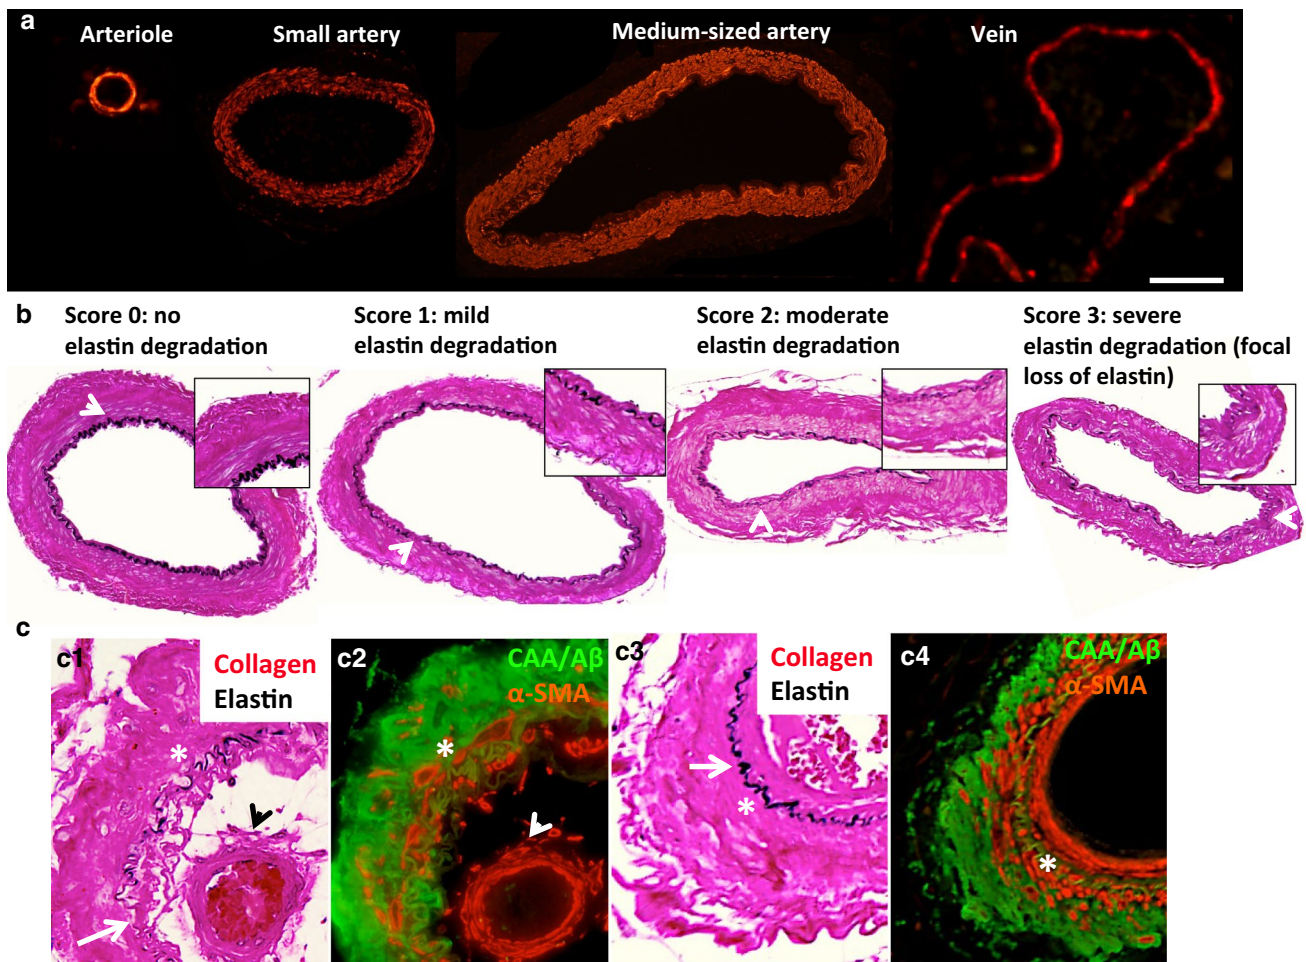 a
Arteriole
Small artery
Medium-sized artery
Vein
b
Score 0: no
elastin degradation
Score 1: mild
elastin degradation
Score 2: moderate
elastin degradation
Score 3: severe
elastin degradation (focal
loss of elastin)
c
c1
Collagen
Elastin
*
c2
CAA/Aβ
α-SMA
*
c3
Collagen
Elastin
*
c4
CAA/Aβ
α-SMA
*